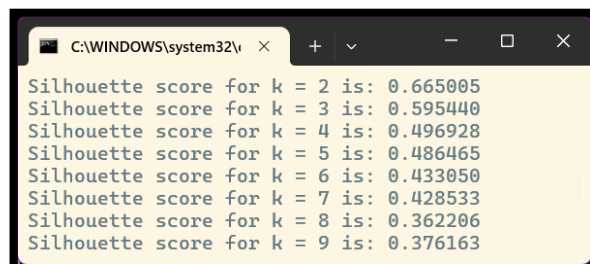 C:\WINDOWS\system32\
Silhouette score for k = 2 is: 0.665005
Silhouette score for k = 3 is: 0.595440
Silhouette score for k = 4 is: 0.496928
Silhouette score for k = 5 is: 0.486465
Silhouette score for k = 6 is: 0.433050
Silhouette score for k = 7 is: 0.428533
Silhouette score for k = 8 is: 0.362206
Silhouette score for k = 9 is: 0.376163